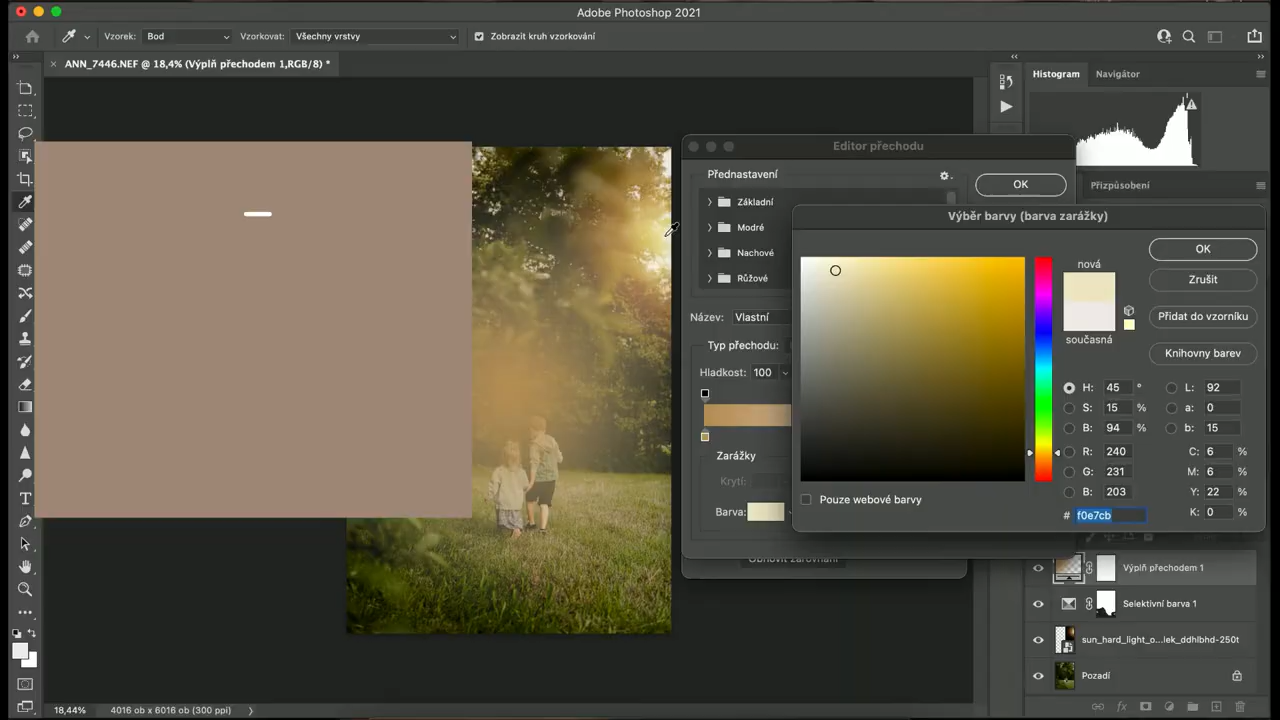 Adobe Photoshop 2021
Vzorek: Bod Vzorkovat: Všechny vrstvy Zobrazit kruh vzorkování
ANN_7446.NEF @ 18,4% (Výplň přechodem 1,RGB/8) *
Histogram Navigátor
Přizpůsobení
Editor přechodu
Přednastavení
OK
Základní
Modré
Nachové
Růžové
Název: Vlastní
Typ přechodu:
Hladkost: 100
Zarážky
Krytí:
Barva:
Výběr barvy (barva zarážky)
nová
současná
OK
Zrušit
Přidat do vzorníku
Knihovny barev
H: 45 ° L: 92
S: 15 % a: 0
B: 94 % b: 15
R: 240 C: 6 %
G: 231 M: 6 %
B: 203 Y: 22 %
# f0e7cb K: 0 %
Pouze webové barvy
Výplň přechodem 1
Selektivní barva 1
sun_hard_light_o...lek_ddhlbhd-250t
Pozadí
fx
18,44% 4016 ob x 6016 ob (300 ppi)